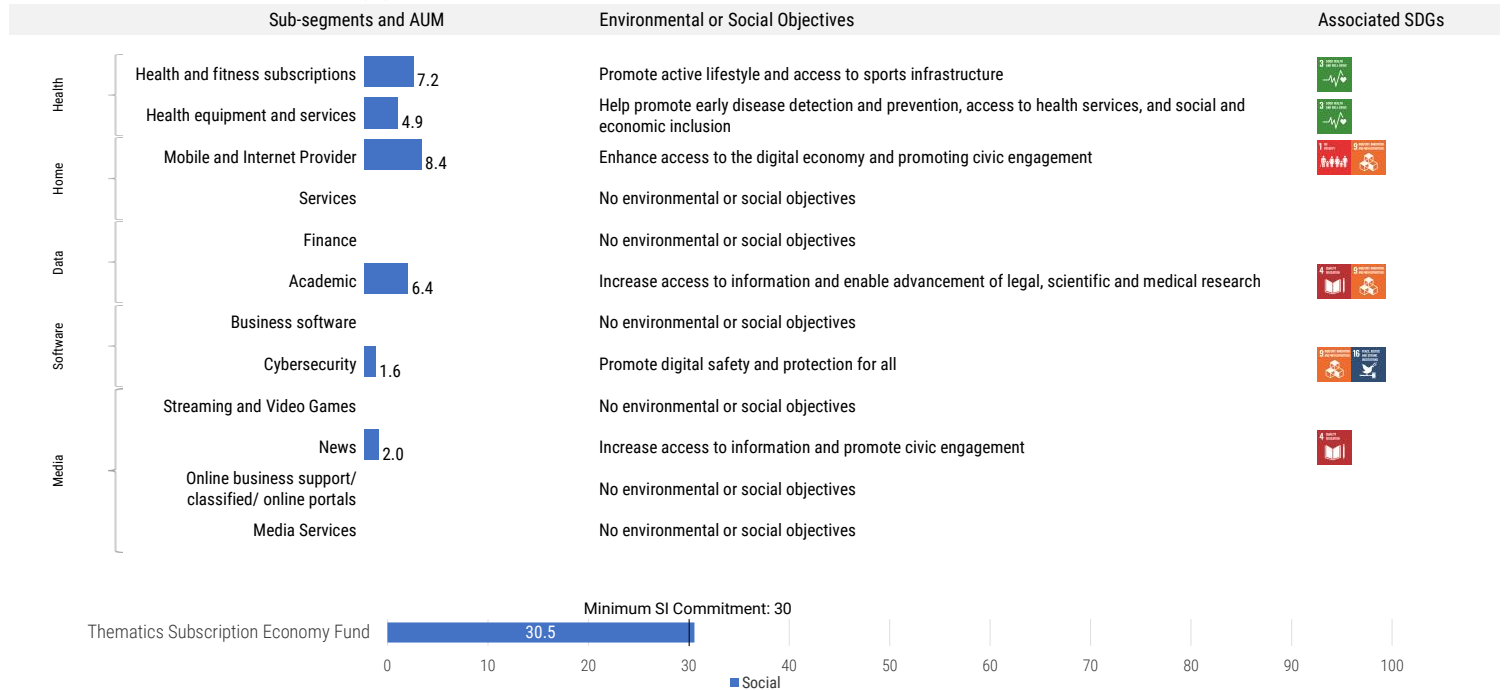 Sub-segments and AUM
Environmental or Social Objectives
Associated SDGs
Health
Health and fitness subscriptions
7.2
Promote active lifestyle and access to sports infrastructure
3
Health equipment and services
4.9
Help promote early disease detection and prevention, access to health services, and social and
economic inclusion
3
Home
Mobile and Internet Provider
8.4
Enhance access to the digital economy and promoting civic engagement
1
9
Services
No environmental or social objectives
Data
Finance
No environmental or social objectives
Academic
6.4
Increase access to information and enable advancement of legal, scientific and medical research
4
9
Software
Business software
No environmental or social objectives
Cybersecurity
1.6
Promote digital safety and protection for all
9
16
Media
Streaming and Video Games
No environmental or social objectives
News
2.0
Increase access to information and promote civic engagement
4
Online business support/
classified/ online portals
No environmental or social objectives
Media Services
No environmental or social objectives
Minimum SI Commitment: 30
Thematics Subscription Economy Fund
30.5
0 10 20 30 40 50 60 70 80 90 100
Social